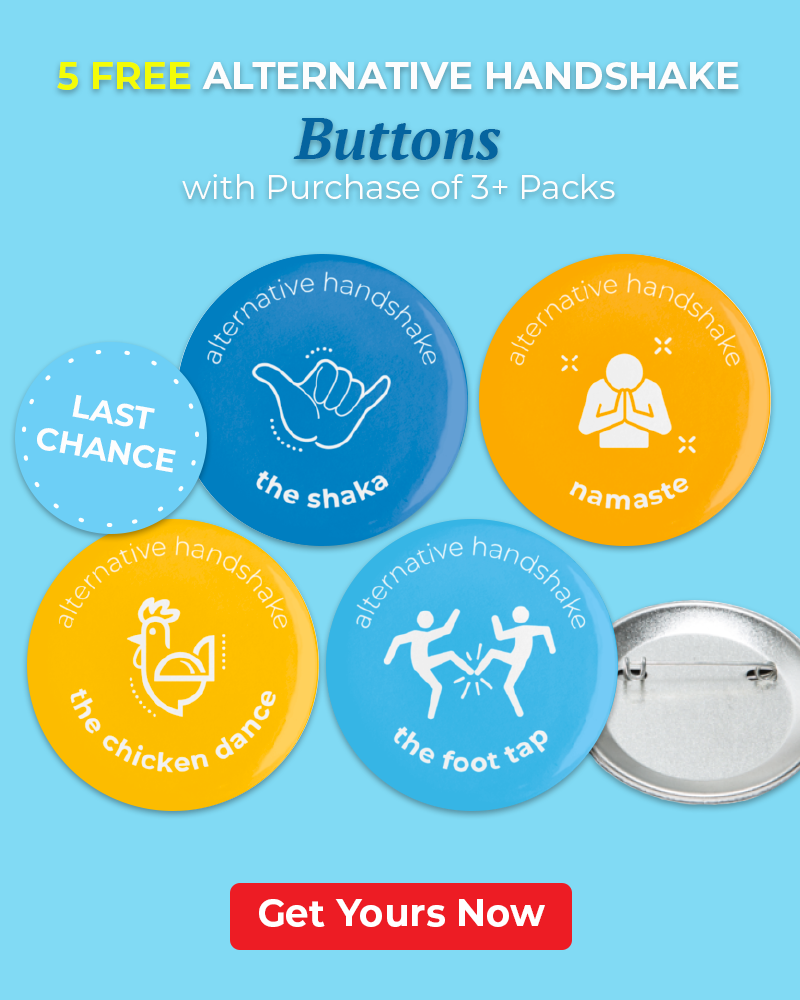 5 FREE ALTERNATIVE HANDSHAKE
Buttons
with Purchase of 3+ Packs
alternative handshake
the shaka
alternative handshake
namaste
LAST
CHANCE
alternative handshake
the chicken dance
alternative handshake
the foot tap
Get Yours Now